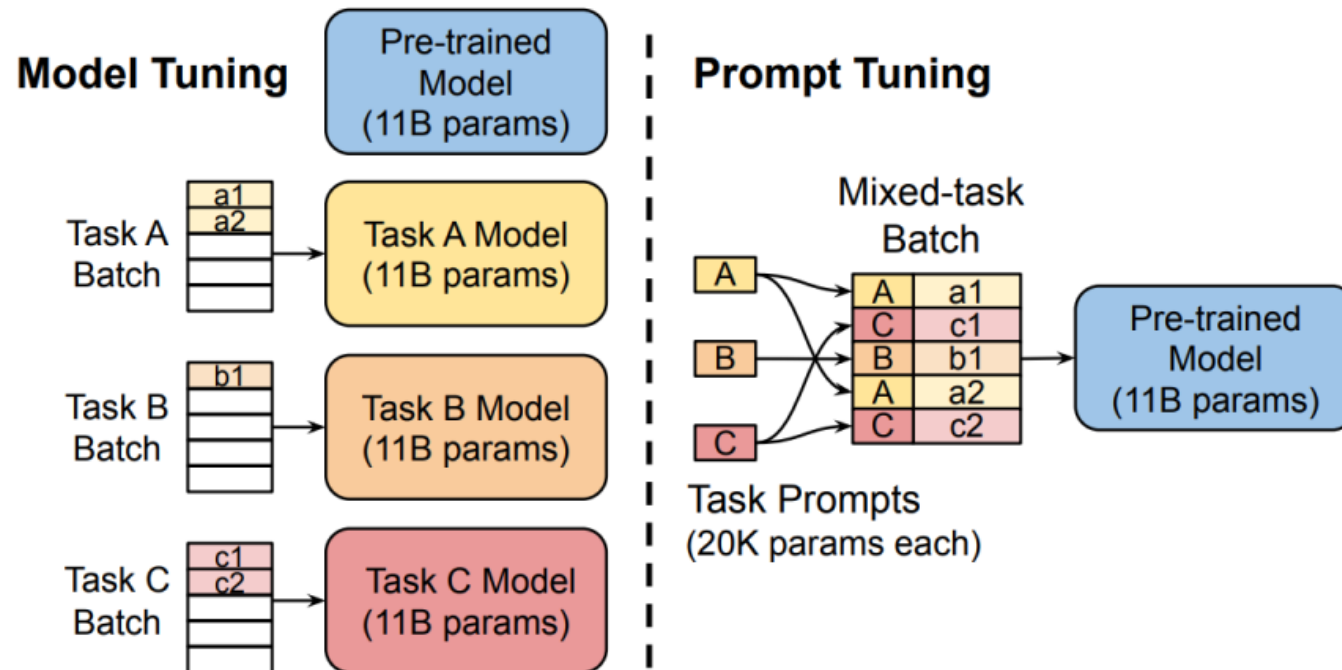 Model Tuning
Pre-trained
Model
(11B params)
a1
a2
Task A
Batch
Task A Model
(11B params)
b1
Task B
Batch
Task B Model
(11B params)
c1
c2
Task C
Batch
Task C Model
(11B params)
Prompt Tuning
Mixed-task
Batch
A
B
C
A a1
C c1
B b1
A a2
C c2
Task Prompts
(20K params each)
Pre-trained
Model
(11B params)